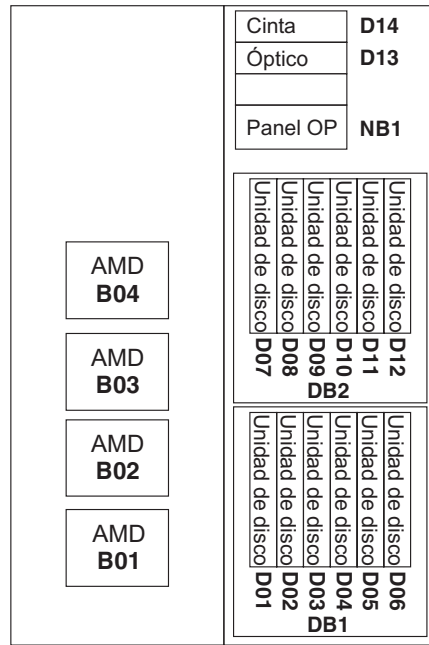 Cinta D14
Óptico D13
Panel OP NB1
AMD
B04
AMD
B03
AMD
B02
AMD
B01
Unidad de disco D07
Unidad de disco D08
Unidad de disco D09
Unidad de disco D10
Unidad de disco D11
Unidad de disco D12
DB2
Unidad de disco D01
Unidad de disco D02
Unidad de disco D03
Unidad de disco D04
Unidad de disco D05
Unidad de disco D06
DB1